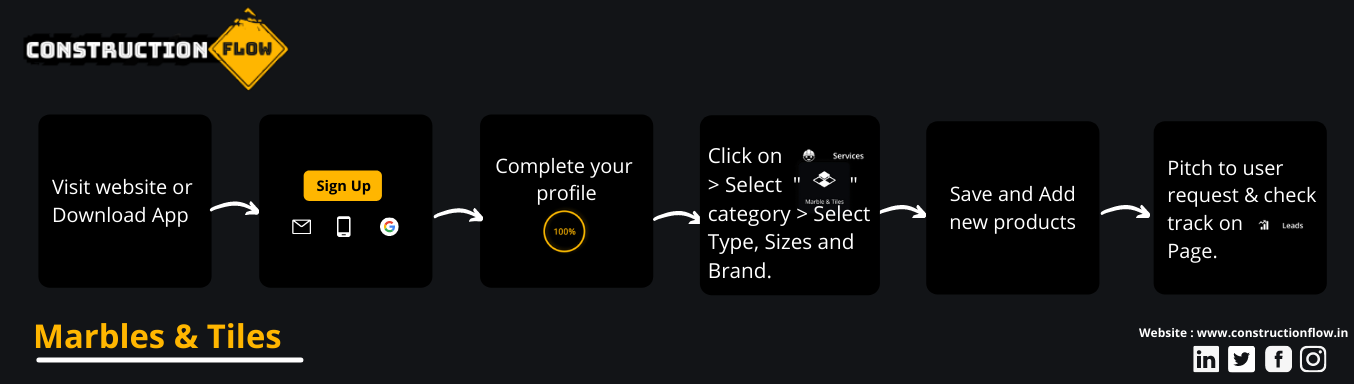 CONSTRUCTION FLOW
Visit website or
Download App
Sign Up
Complete your
profile
100%
Click on Services
> Select " "
Marble & Tiles
category > Select
Type, Sizes and
Brand.
Save and Add
new products
Pitch to user
request & check
track on Leads
Page.
Marbles & Tiles
Website : www.constructionflow.in